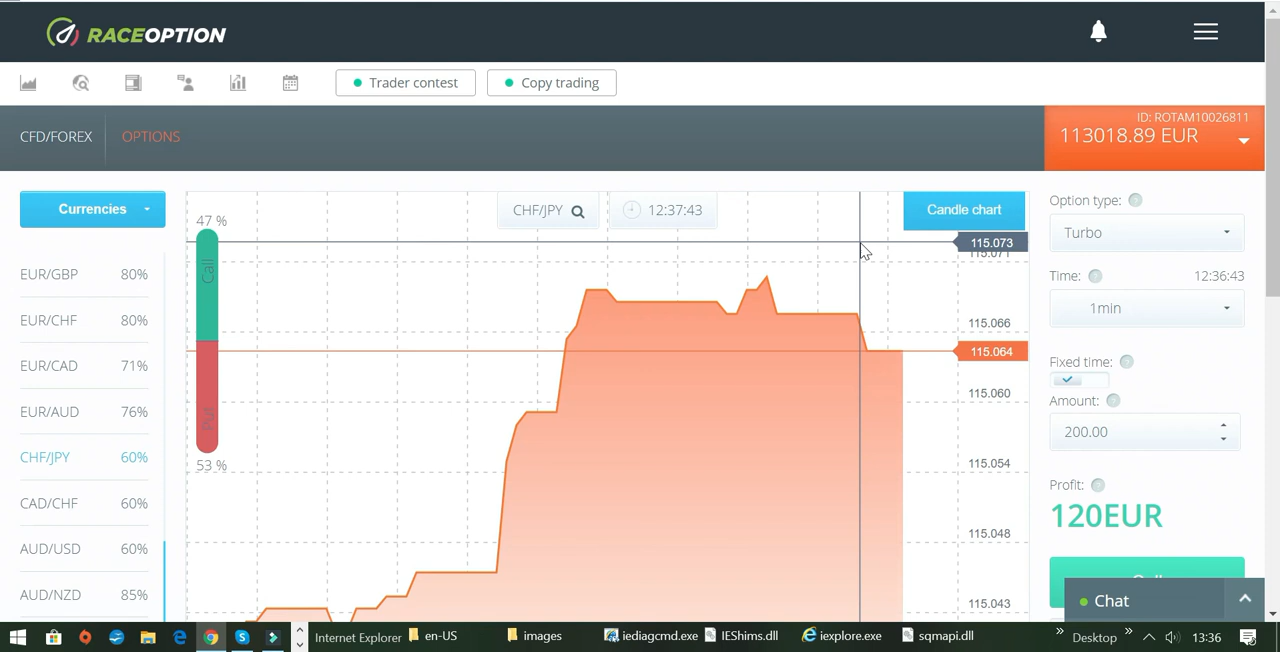 RACEOPTION
Trader contest
Copy trading
CFD/FOREX
OPTIONS
ID: ROTAM10026811
113018.89 EUR
Currencies
EUR/GBP 80%
EUR/CHF 80%
EUR/CAD 71%
EUR/AUD 76%
CHF/JPY 60%
CAD/CHF 60%
AUD/USD 60%
AUD/NZD 85%
47 %
Call
Put
53 %
CHF/JPY
12:37:43
Candle chart
115.073
115.071
115.066
115.064
115.060
115.054
115.048
115.043
Option type:
Turbo
Time: 12:36:43
1min
Fixed time:
Amount:
200.00
Profit:
120EUR
Chat
Internet Explorer
en-US
images
iediagcmd.exe
IEShims.dll
iexplore.exe
sqmapi.dll
Desktop
13:36